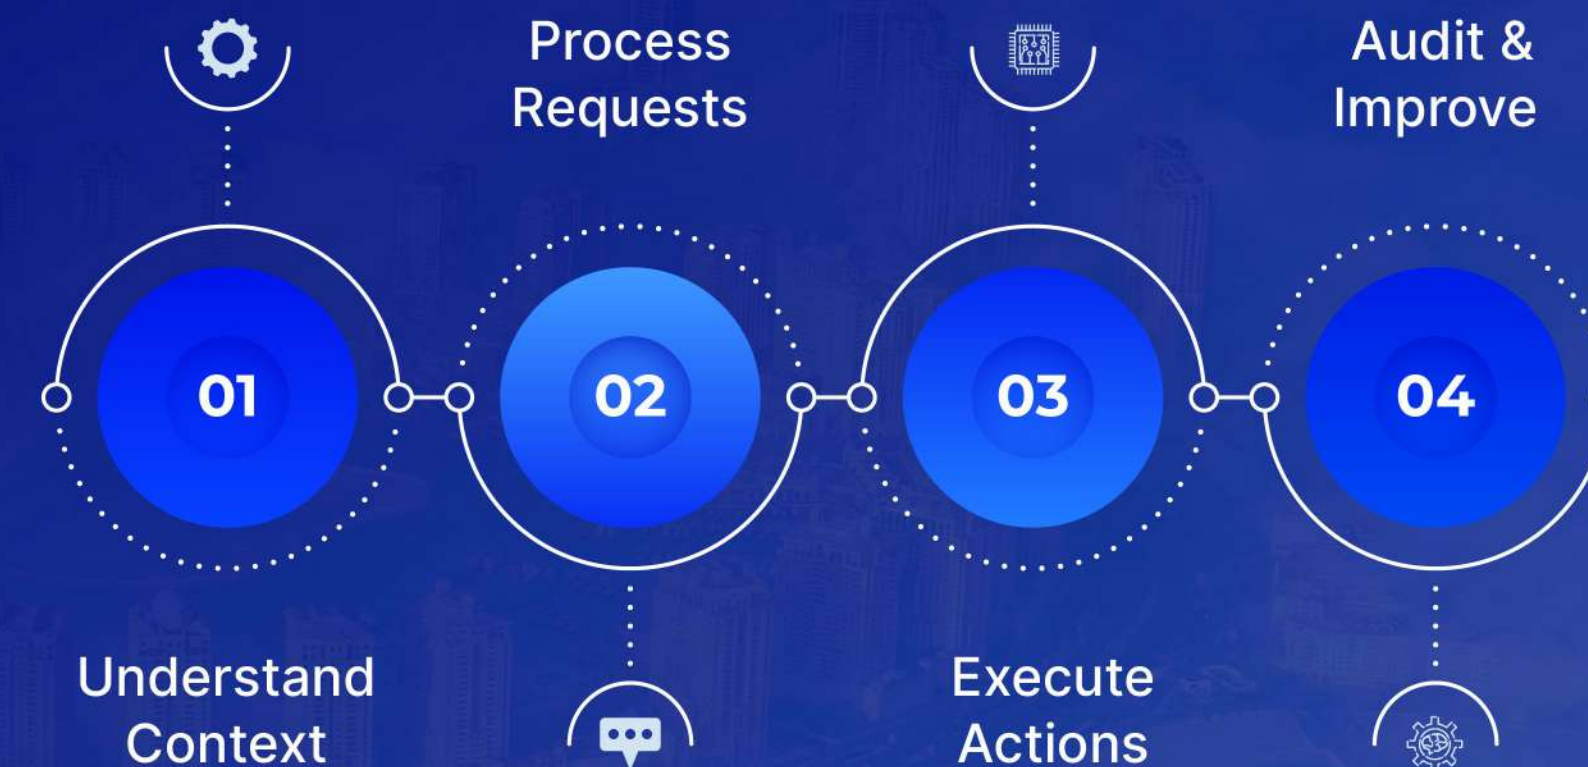 Process
Requests
Audit &
Improve
01
02
03
04
Understand
Context
Execute
Actions